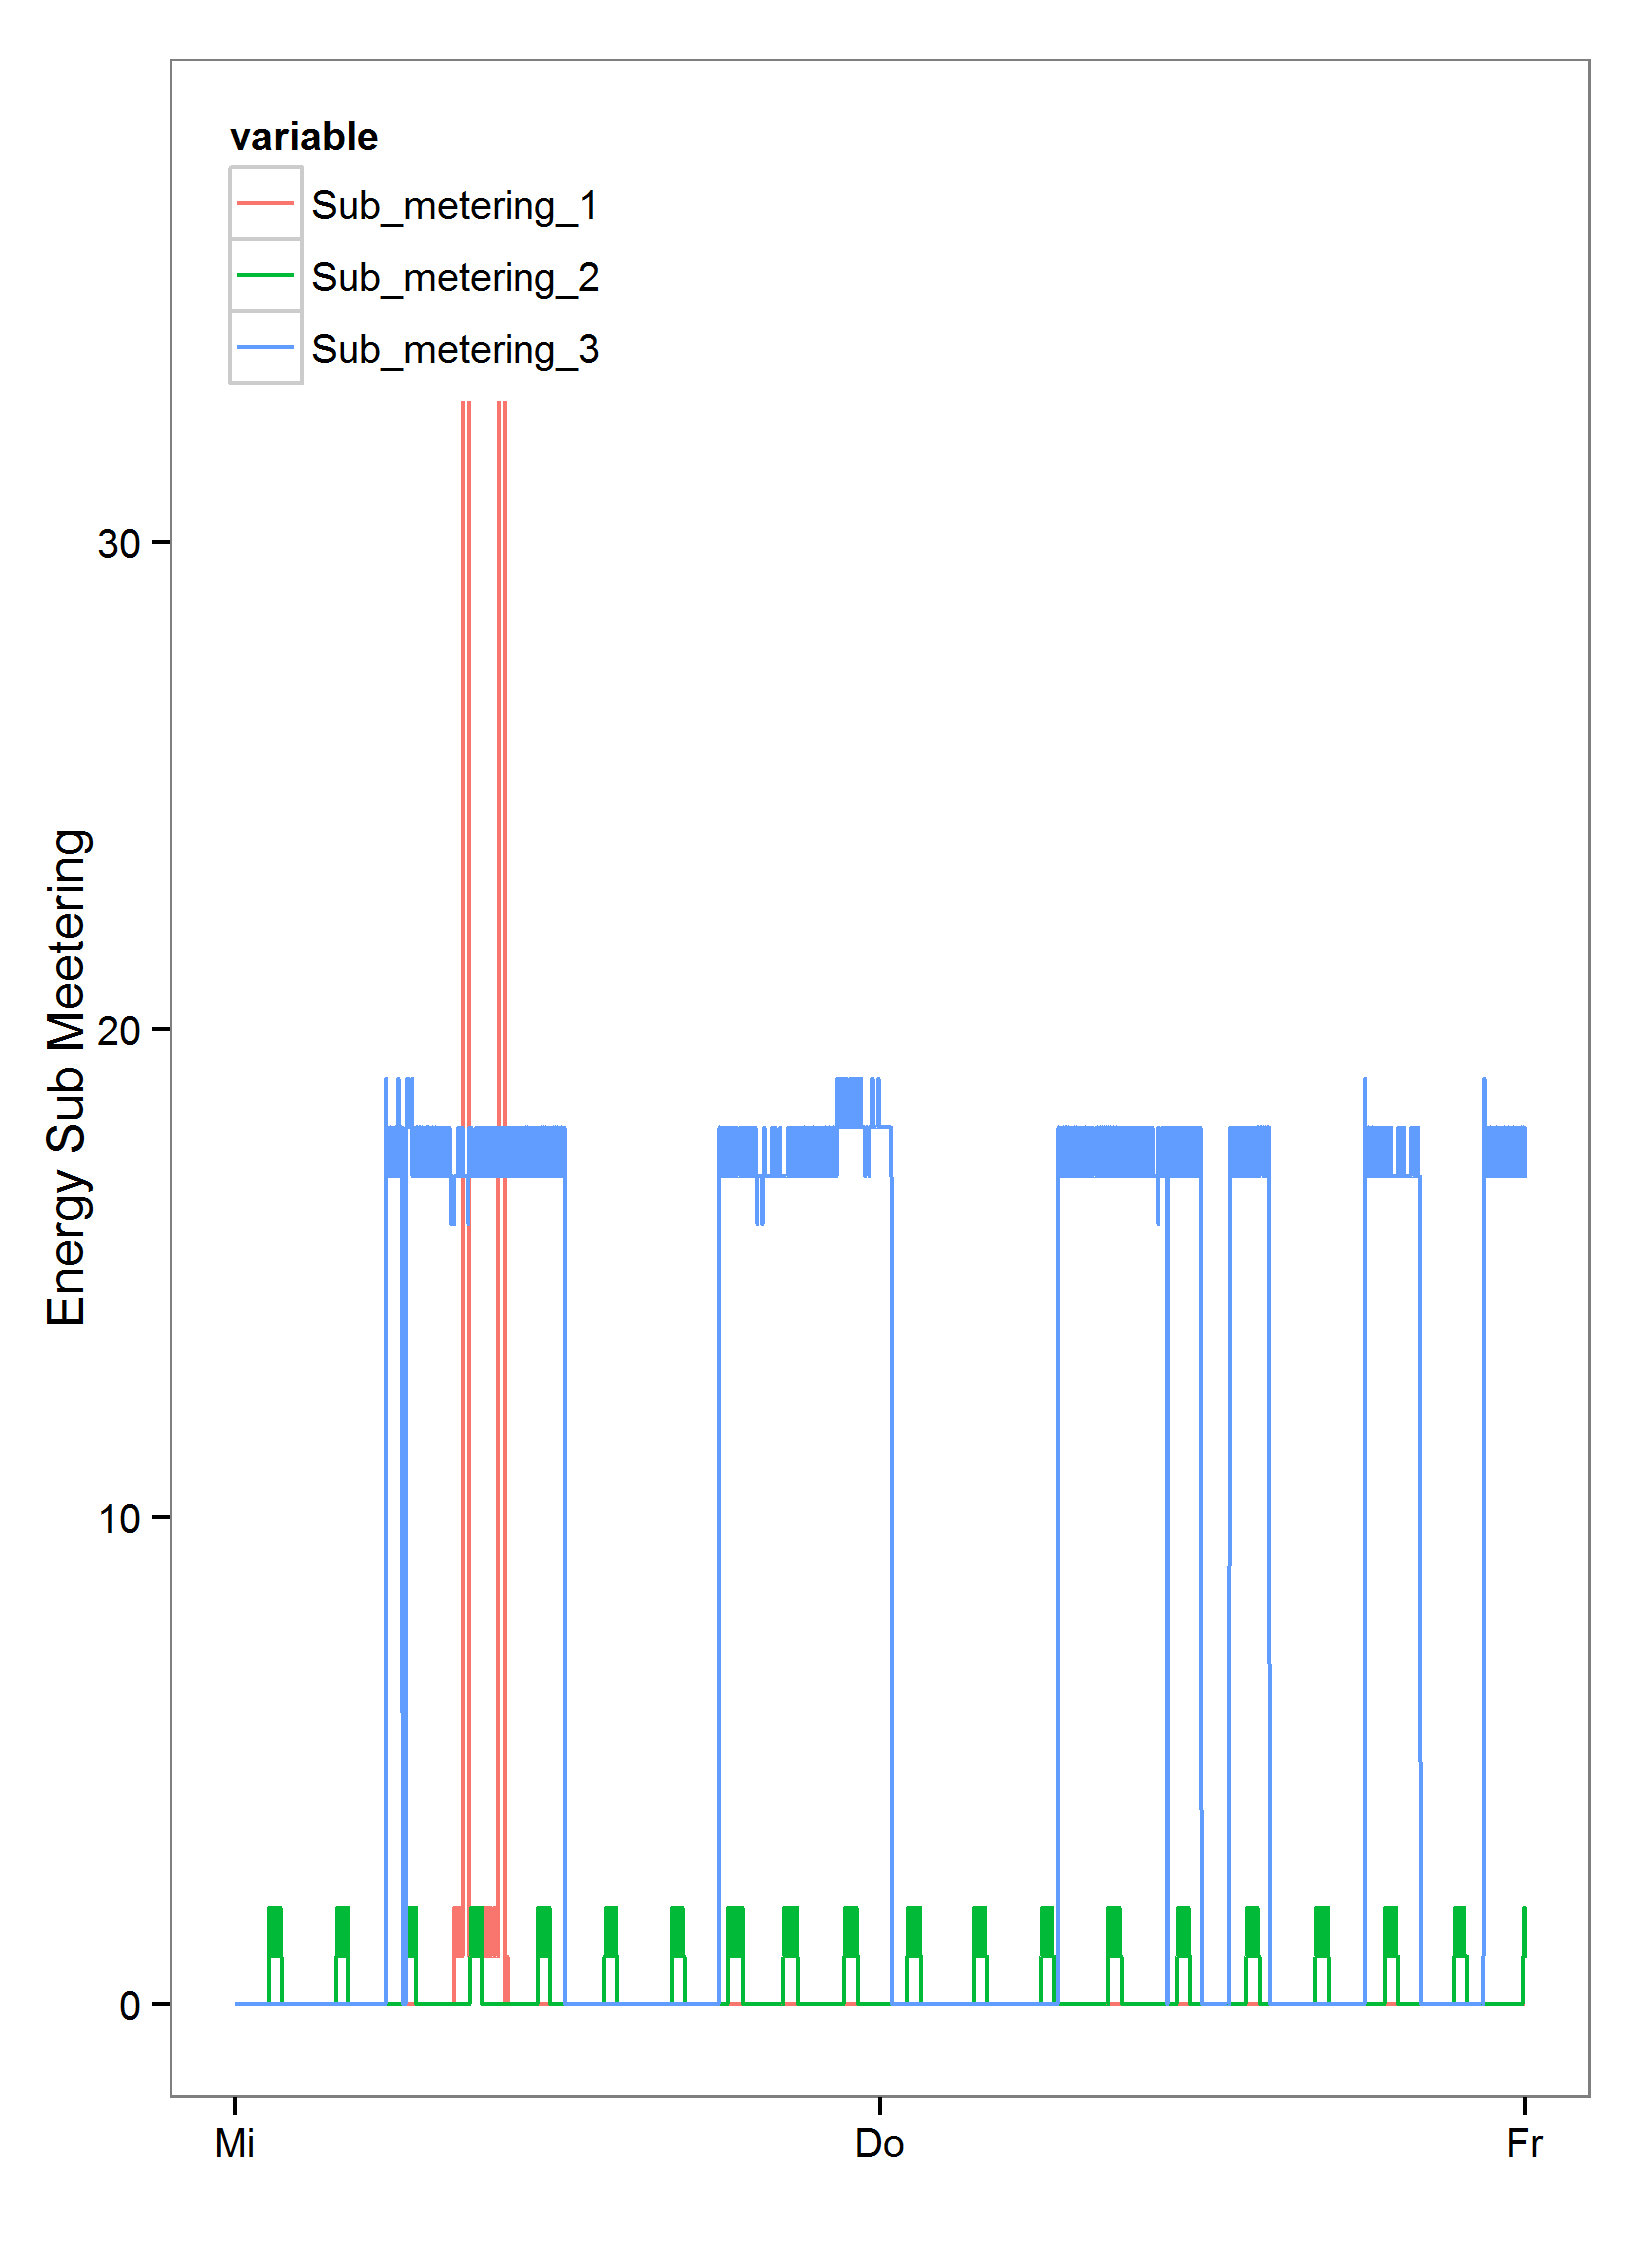 variable
Sub_metering_1
Sub_metering_2
Sub_metering_3
Energy Sub Meetering
30
20
10
0
Mi
Do
Fr